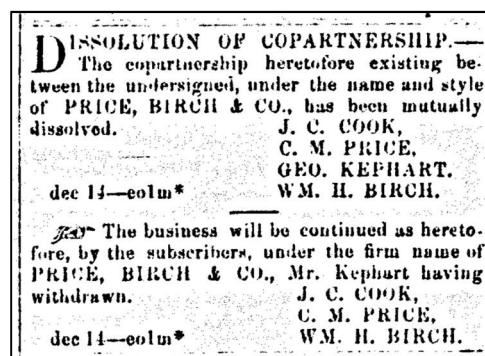 DISSOLUTION OF COPARTNERSHIP.—
The copartnership heretofore existing be-
tween the undersigned, under the name and style
of PRICE, BIRCH & CO., has been mutually
dissolved. J. C. COOK,
C. M. PRICE,
GEO. KEPHART.
dec 14—eo1m* WM. H. BIRCH.
The business will be continued as hereto-
fore, by the subscribers, under the firm name of
PRICE, BIRCH & CO., Mr. Kephart having
withdrawn. J. C. COOK,
C. M. PRICE,
dec 14—eo1m* WM. H. BIRCH.